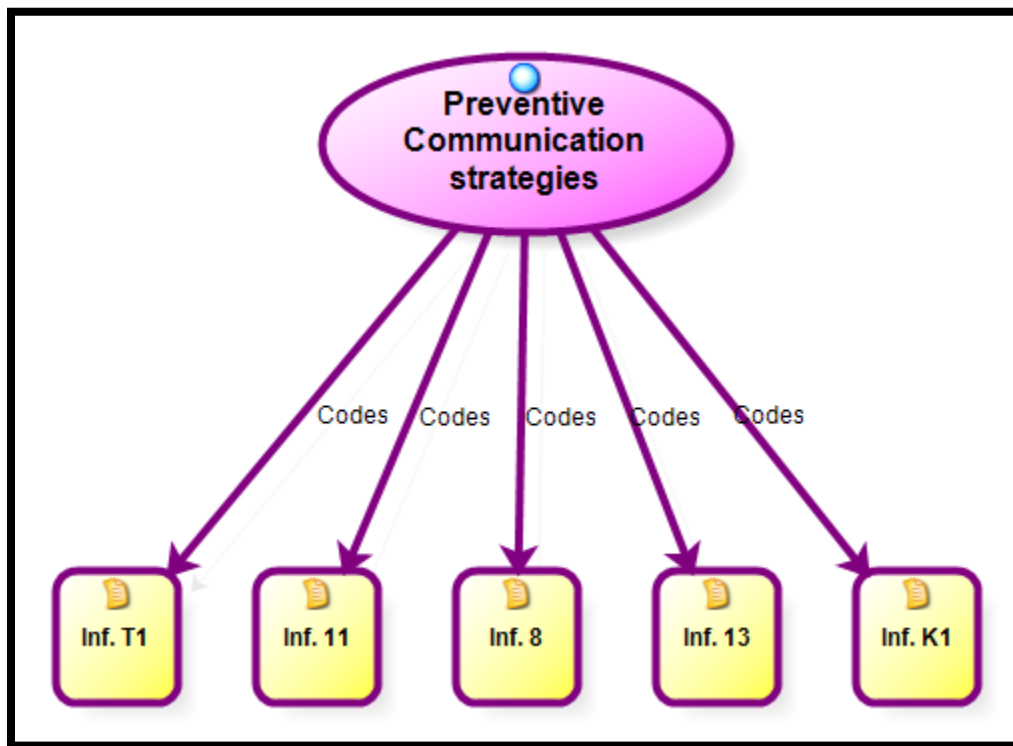 Preventive
Communication
strategies
Codes Codes Codes Codes Codes
Inf. T1 Inf. 11 Inf. 8 Inf. 13 Inf. K1